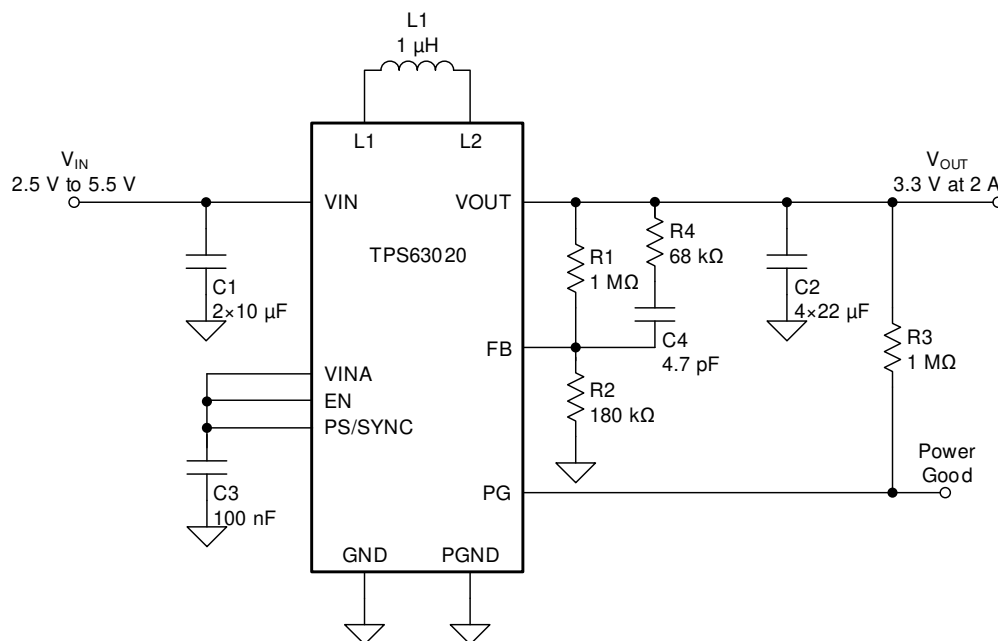 L1
1 µH
L1
L2
VIN
2.5 V to 5.5 V
VIN
VOUT
VOUT
3.3 V at 2 A
TPS63020
C1
2×10 µF
R1
1 MΩ
R4
68 kΩ
C2
4×22 µF
C4
4.7 pF
FB
R3
1 MΩ
VINA
EN
PS/SYNC
R2
180 kΩ
C3
100 nF
PG
Power
Good
GND
PGND